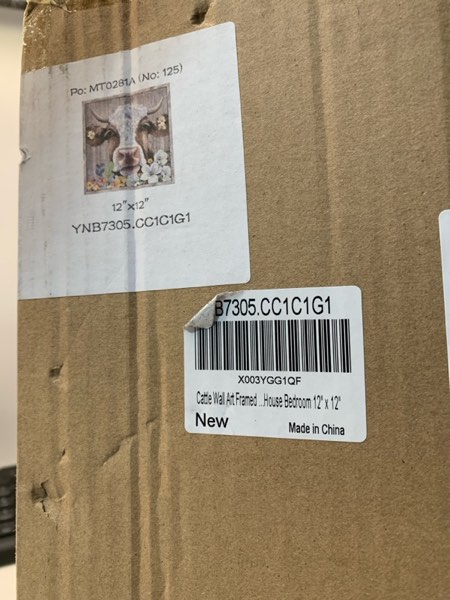 Po: MT0281A (No: 125)
12"x12"
YNB7305.CC1C1G1
B7305.CC1C1G1
X003YGG1QF
Cattle Wall Art Framed ...House Bedroom 12" x 12"
New
Made in China